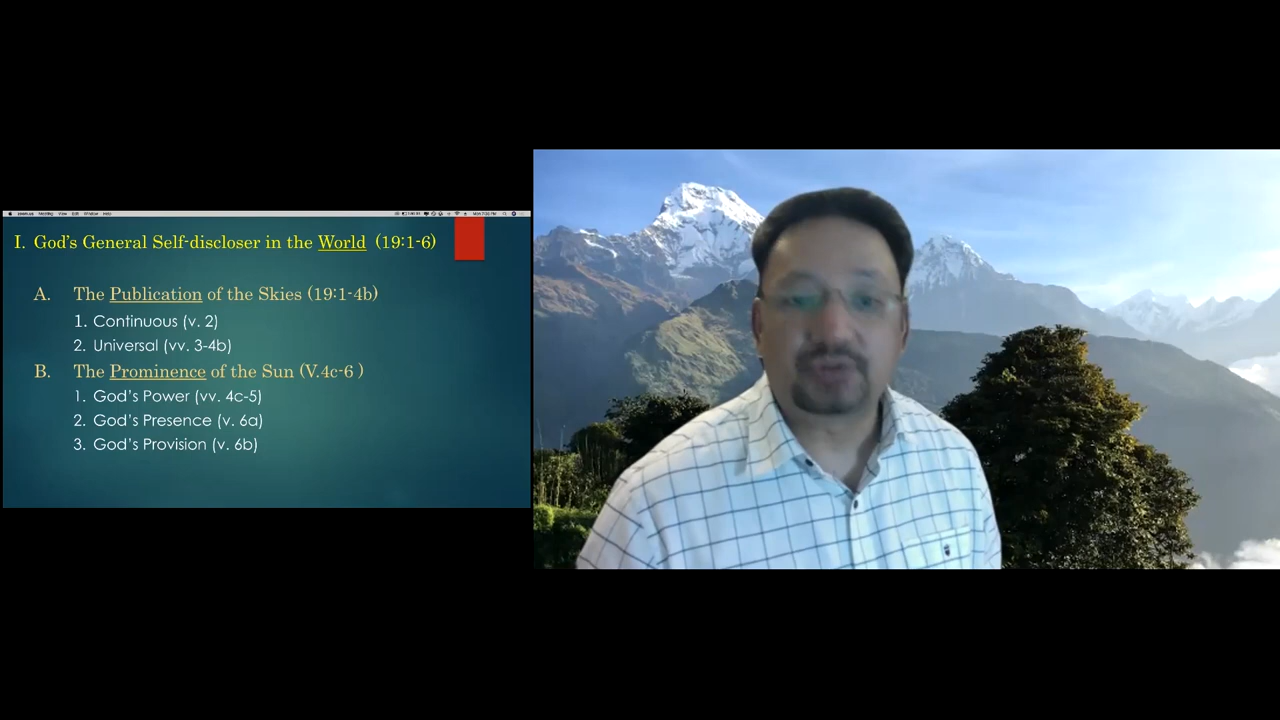 I. God's General Self-discloser in the World (19:1-6)
A. The Publication of the Skies (19:1-4b)
1. Continuous (v. 2)
2. Universal (vv. 3-4b)
B. The Prominence of the Sun (V.4c-6 )
1. God's Power (vv. 4c-5)
2. God's Presence (v. 6a)
3. God's Provision (v. 6b)